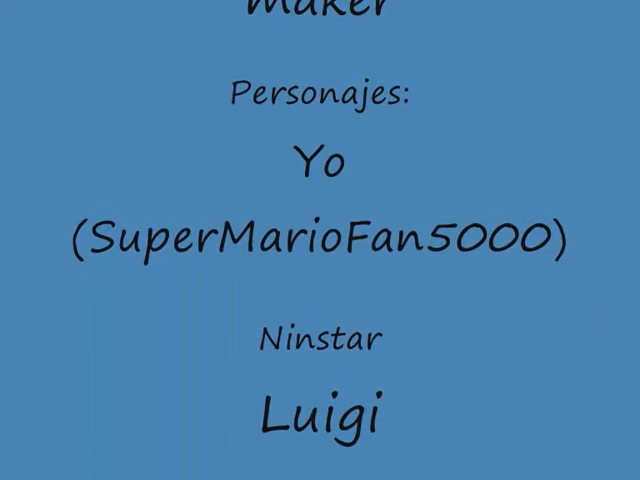 Maker
Personajes:
Yo
(SuperMarioFan5000)
Ninstar
Luigi